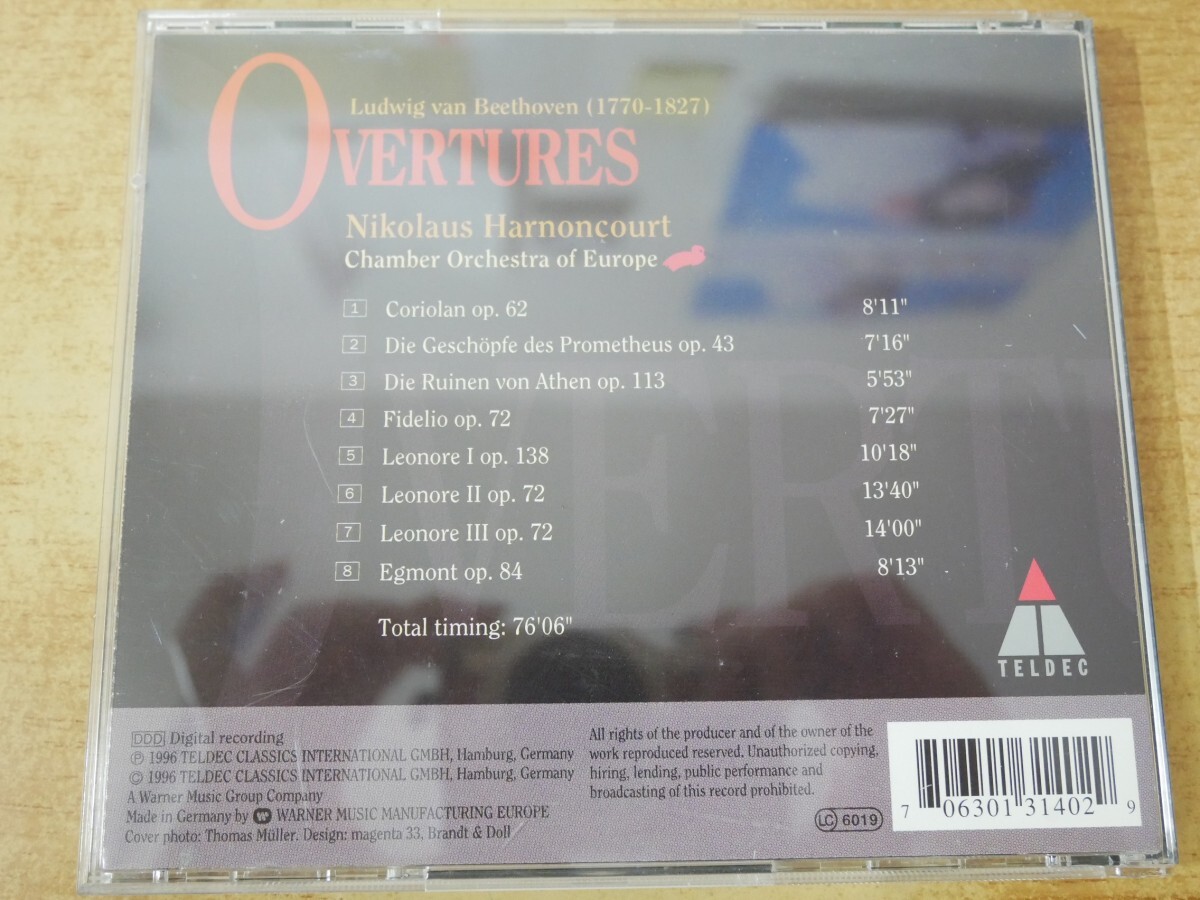 Ludwig van Beethoven (1770-1827)
OVERTURES
Nikolaus Harnoncourt
Chamber Orchestra of Europe
1 Coriolan op. 62 8'11"
2 Die Geschöpfe des Prometheus op. 43 7'16"
3 Die Ruinen von Athen op. 113 5'53"
4 Fidelio op. 72 7'27"
5 Leonore I op. 138 10'18"
6 Leonore II op. 72 13'40"
7 Leonore III op. 72 14'00"
8 Egmont op. 84 8'13"
Total timing: 76'06"
TELDEC
DDD Digital recording
℗ 1996 TELDEC CLASSICS INTERNATIONAL GMBH, Hamburg, Germany
© 1996 TELDEC CLASSICS INTERNATIONAL GMBH, Hamburg, Germany
A Warner Music Group Company
Made in Germany by WARNER MUSIC MANUFACTURING EUROPE
Cover photo: Thomas Müller. Design: magenta 33, Brandt & Doll
All rights of the producer and of the owner of the
work reproduced reserved. Unauthorized copying,
hiring, lending, public performance and
broadcasting of this record prohibited.
LC 6019
7 06301 31402 9
VERTU